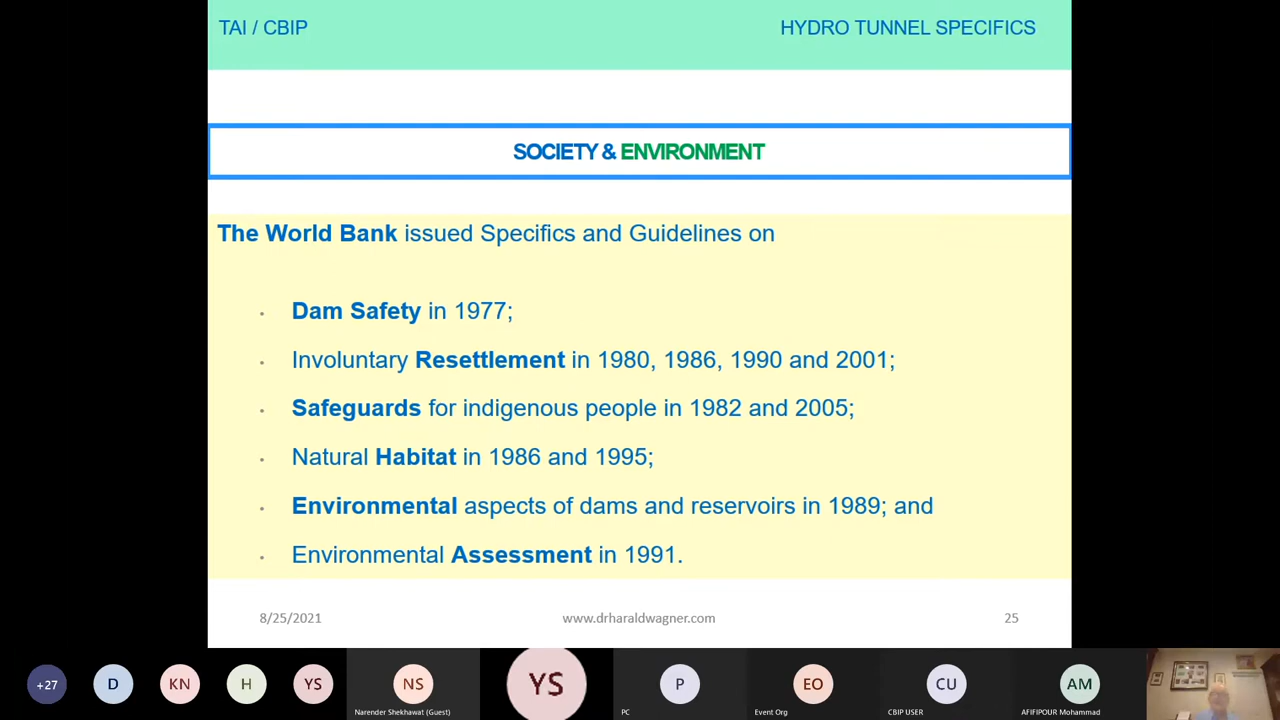 TAI / CBIP
HYDRO TUNNEL SPECIFICS
SOCIETY & ENVIRONMENT
The World Bank issued Specifics and Guidelines on
• Dam Safety in 1977;
• Involuntary Resettlement in 1980, 1986, 1990 and 2001;
• Safeguards for indigenous people in 1982 and 2005;
• Natural Habitat in 1986 and 1995;
• Environmental aspects of dams and reservoirs in 1989; and
• Environmental Assessment in 1991.
8/25/2021
www.drharaldwagner.com
25
+27
D
KN
H
YS
NS
YS
P
EO
CU
AM
Narender Shekhawat (Guest)
PC
Event Org
CBIP USER
AFIFIPOUR Mohammad